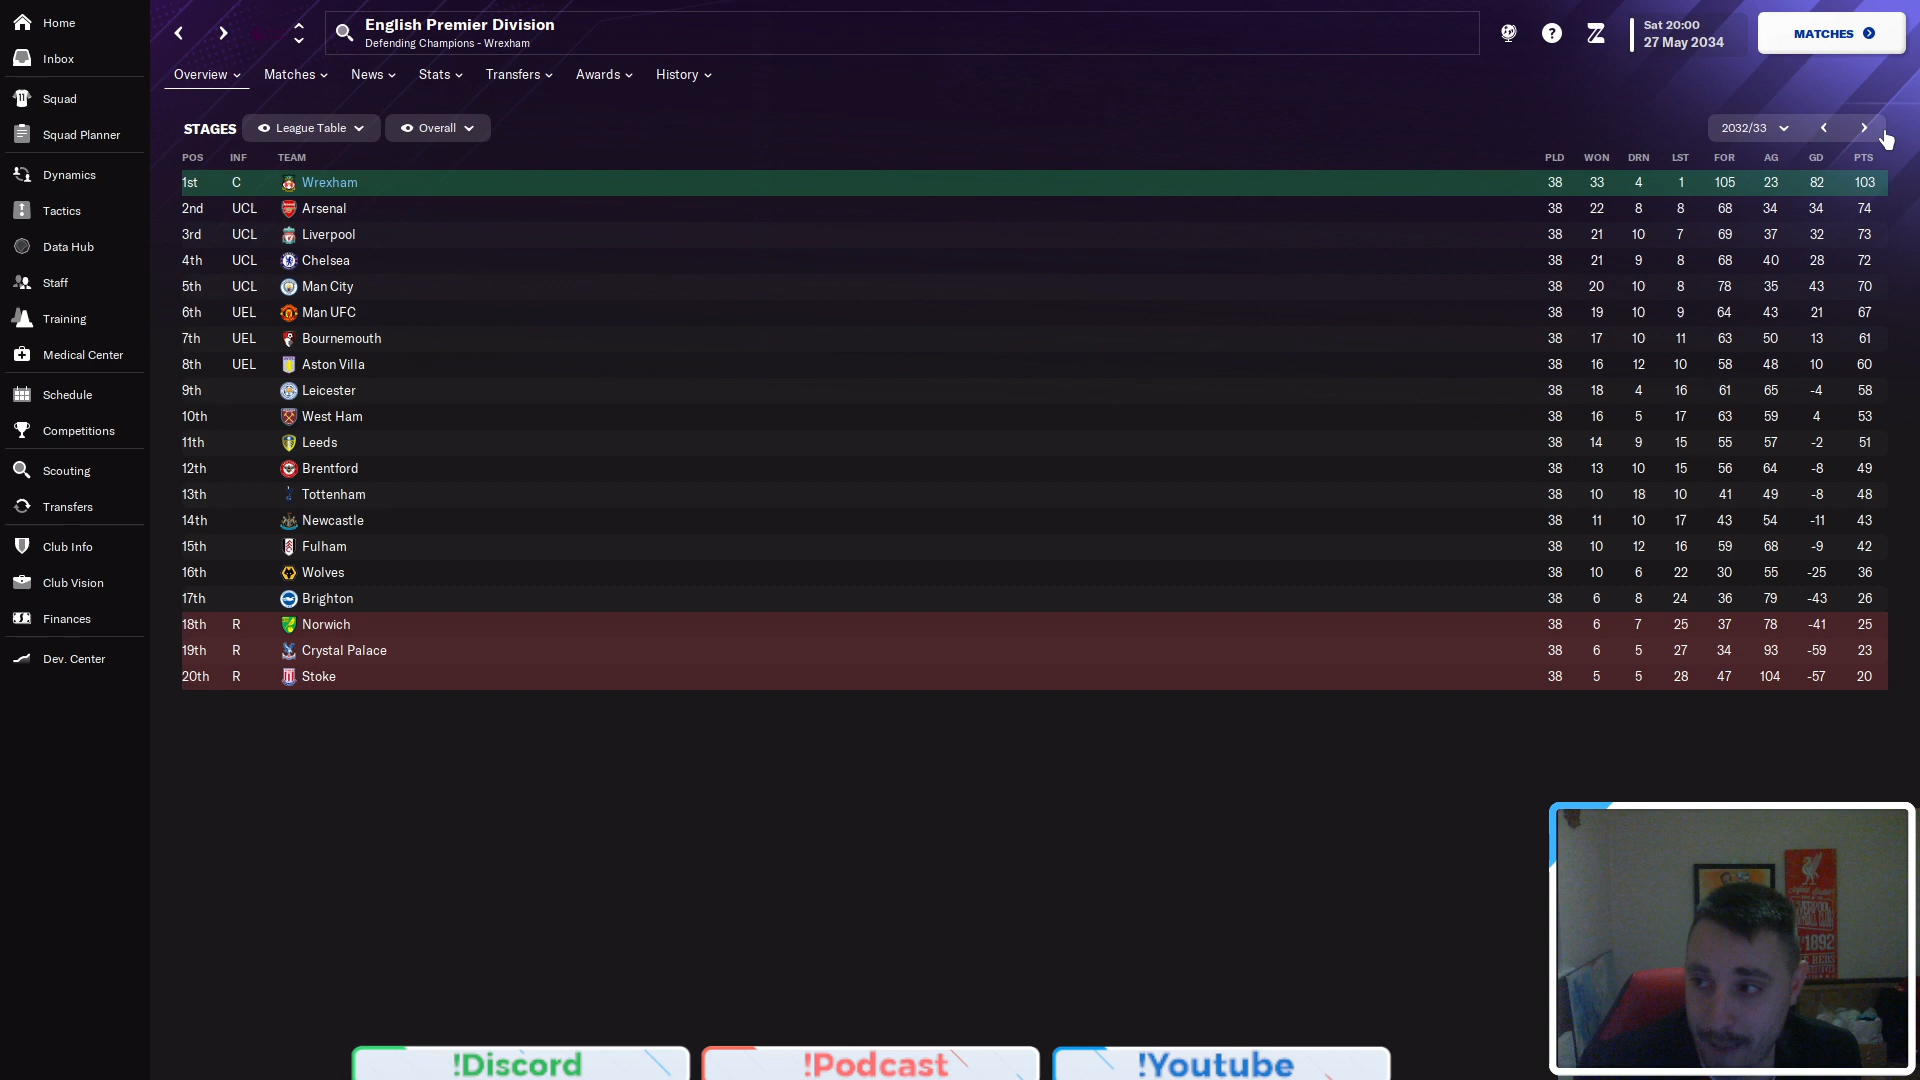 Home
Inbox
Squad
Squad Planner
Dynamics
Tactics
Data Hub
Staff
Training
Medical Center
Schedule
Competitions
Scouting
Transfers
Club Info
Club Vision
Finances
Dev. Center
English Premier Division
Defending Champions - Wrexham
Sat 20:00
27 May 2034
MATCHES
Overview Matches News Stats Transfers Awards History
STAGES League Table Overall 2032/33
POS INF TEAM PLD WON DRN LST FOR AG GD PTS
1st C Wrexham 38 33 4 1 105 23 82 103
2nd UCL Arsenal 38 22 8 8 68 34 34 74
3rd UCL Liverpool 38 21 10 7 69 37 32 73
4th UCL Chelsea 38 21 9 8 68 40 28 72
5th UCL Man City 38 20 10 8 78 35 43 70
6th UEL Man UFC 38 19 10 9 64 43 21 67
7th UEL Bournemouth 38 17 10 11 63 50 13 61
8th UEL Aston Villa 38 16 12 10 58 48 10 60
9th Leicester 38 18 4 16 61 65 -4 58
10th West Ham 38 16 5 17 63 59 4 53
11th Leeds 38 14 9 15 55 57 -2 51
12th Brentford 38 13 10 15 56 64 -8 49
13th Tottenham 38 10 18 10 41 49 -8 48
14th Newcastle 38 11 10 17 43 54 -11 43
15th Fulham 38 10 12 16 59 68 -9 42
16th Wolves 38 10 6 22 30 55 -25 36
17th Brighton 38 6 8 24 36 79 -43 26
18th R Norwich 38 6 7 25 37 78 -41 25
19th R Crystal Palace 38 6 5 27 34 93 -59 23
20th R Stoke 38 5 5 28 47 104 -57 20
!Discord !Podcast !Youtube
1892